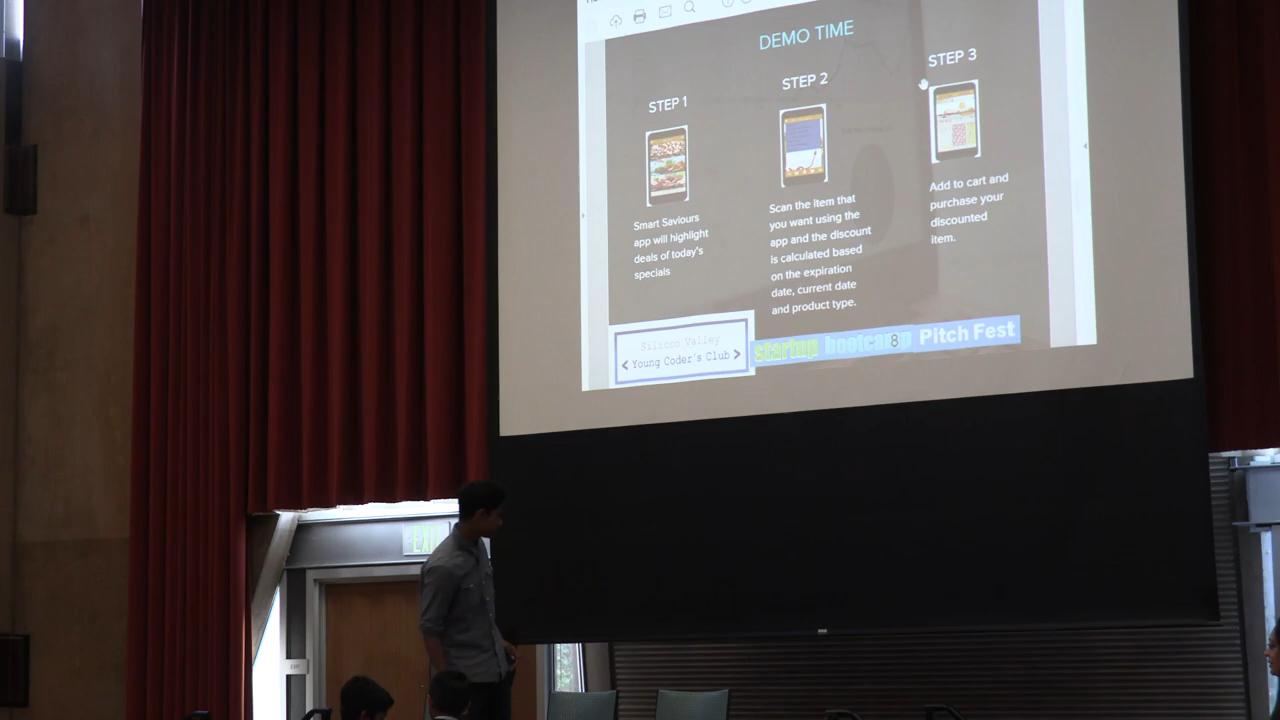 DEMO TIME
STEP 1
Smart Saviours
app will highlight
deals of today's
specials
STEP 2
Scan the item that
you want using the
app and the discount
is calculated based
on the expiration
date, current date
and product type.
STEP 3
Add to cart and
purchase your
discounted
item.
Silicon Valley
< Young Coder's Club >
startup bootcamp Pitch Fest
8
EXIT